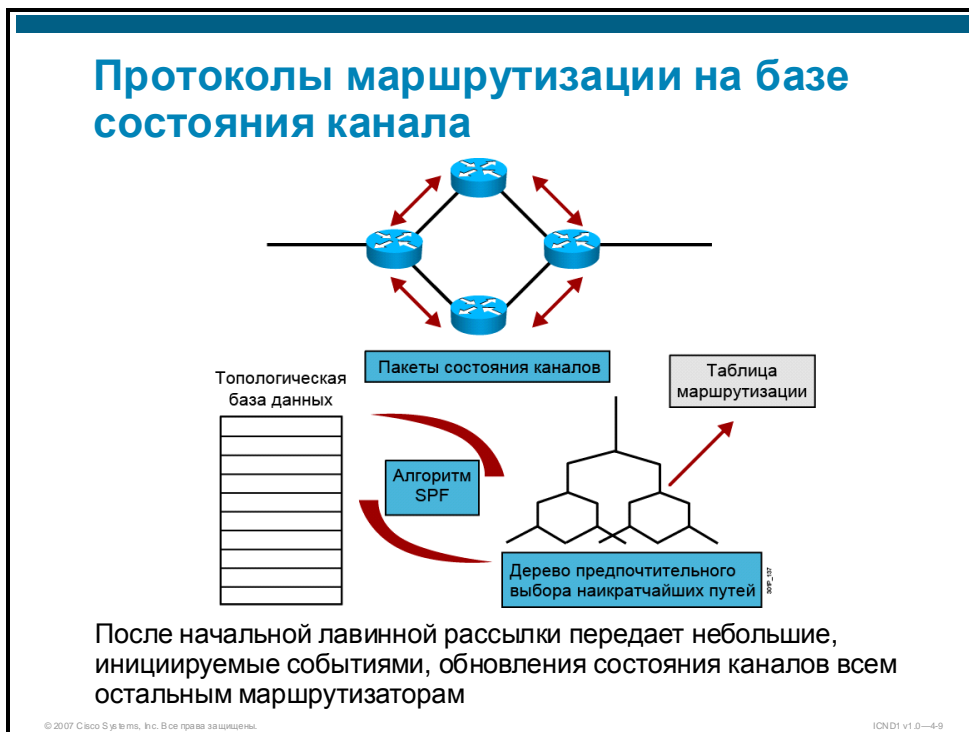 Протоколы маршрутизации на базе
состояния канала
Пакеты состояния каналов
Таблица
маршрутизации
Топологическая
база данных
Алгоритм
SPF
Дерево предпочтительного
выбора наикратчайших путей
301P_137
После начальной лавинной рассылки передает небольшие,
инициируемые событиями, обновления состояния каналов всем
остальным маршрутизаторам
© 2007 Cisco Systems, Inc. Все права защищены.
ICND1 v1.0—4-9